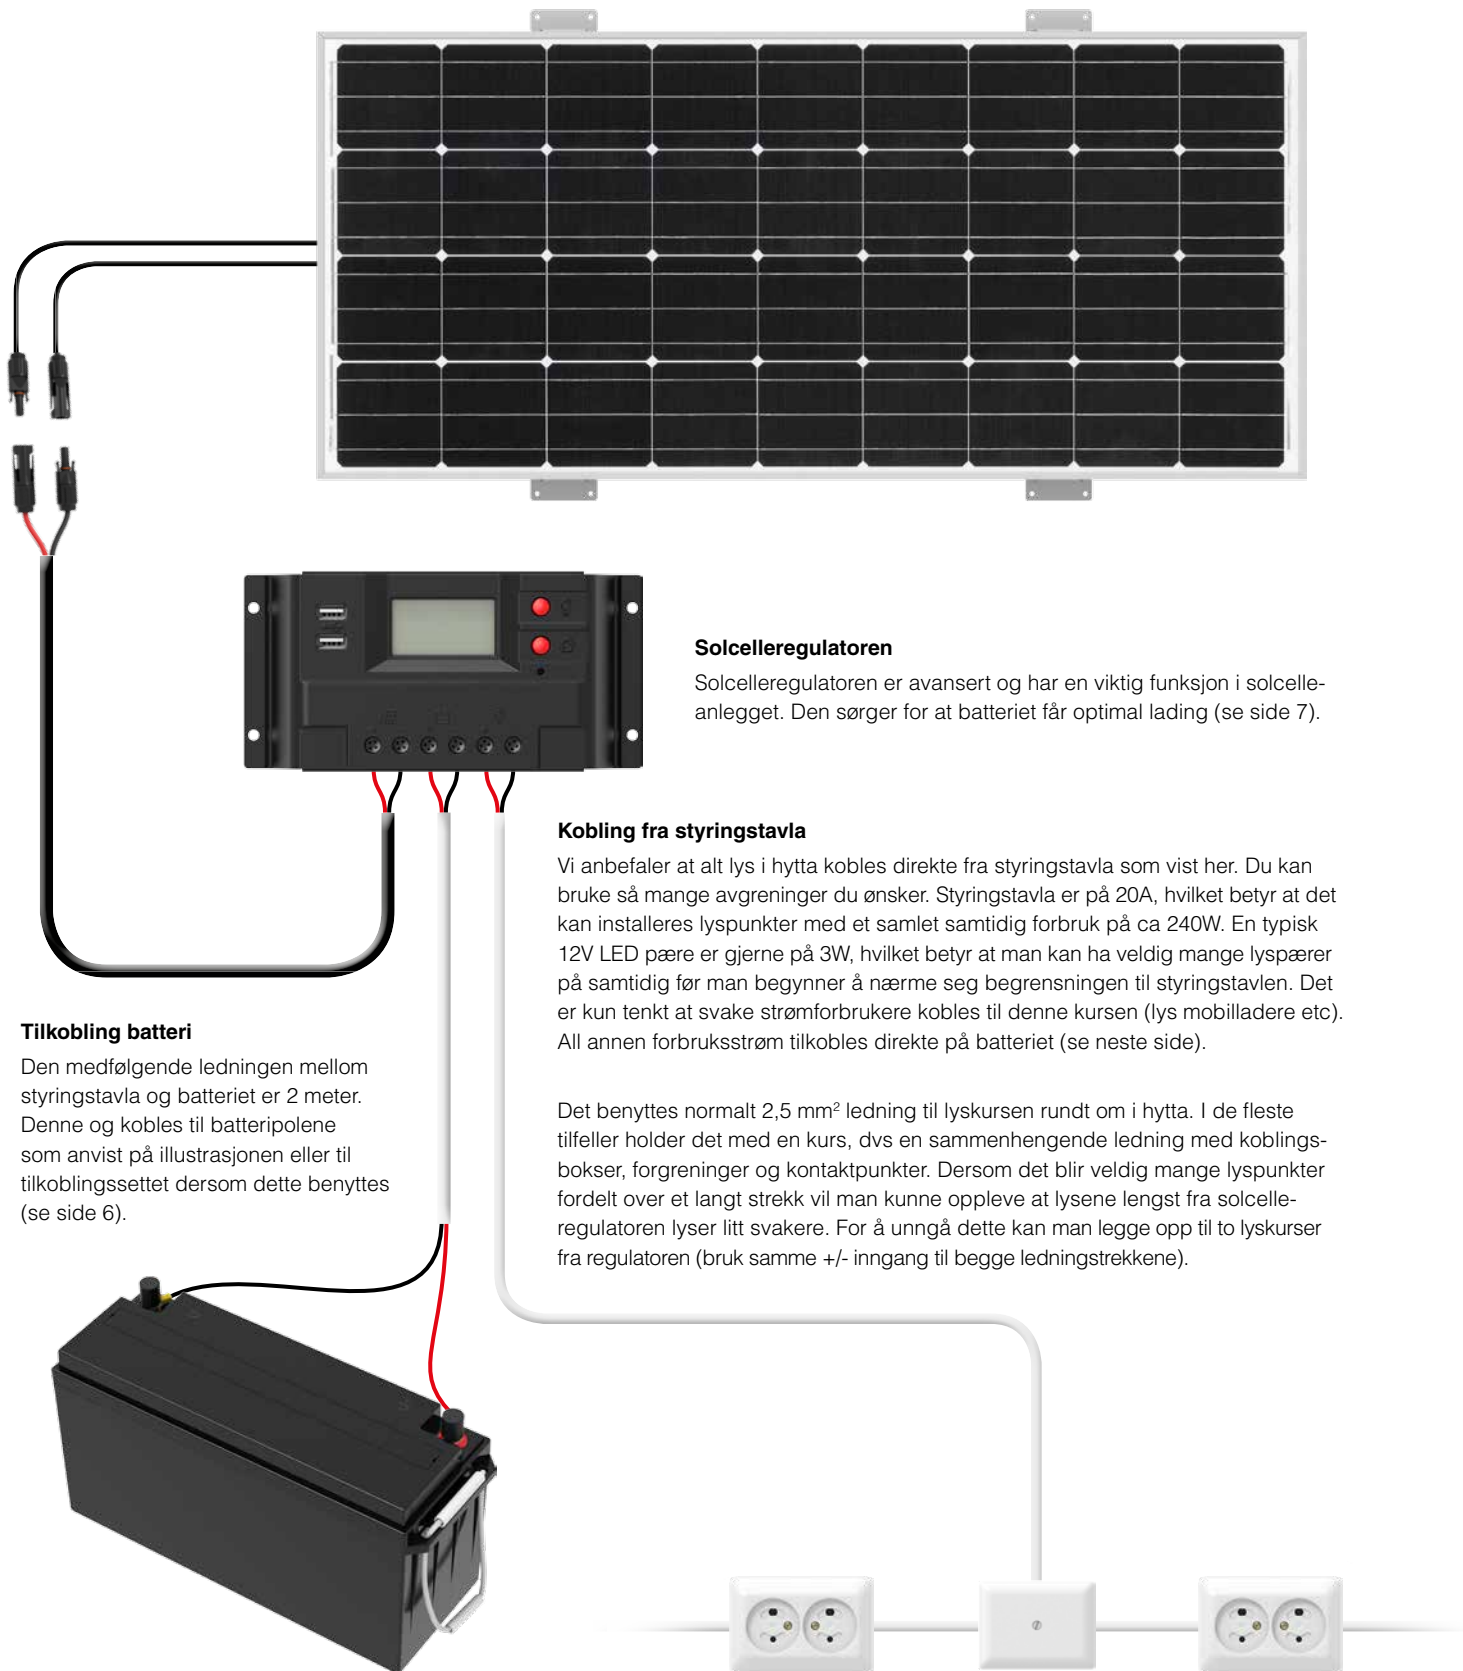 Solcelleregulatoren
Solcelleregulatoren er avansert og har en viktig funksjon i solcelle-
anlegget. Den sørger for at batteriet får optimal lading (se side 7).
Kobling fra styringstavla
Vi anbefaler at alt lys i hytta kobles direkte fra styringstavla som vist her. Du kan
bruke så mange avgreninger du ønsker. Styringstavla er på 20A, hvilket betyr at det
kan installeres lyspunkter med et samlet samtidig forbruk på ca 240W. En typisk
12V LED pære er gjerne på 3W, hvilket betyr at man kan ha veldig mange lyspærer
på samtidig før man begynner å nærme seg begrensningen til styringstavlen. Det
er kun tenkt at svake strømforbrukere kobles til denne kursen (lys mobilladere etc).
All annen forbruksstrøm tilkobles direkte på batteriet (se neste side).
Det benyttes normalt 2,5 mm² ledning til lyskursen rundt om i hytta. I de fleste
tilfeller holder det med en kurs, dvs en sammenhengende ledning med koblings-
bokser, forgreninger og kontaktpunkter. Dersom det blir veldig mange lyspunkter
fordelt over et langt strekk vil man kunne oppleve at lysene lengst fra solcelle-
regulatoren lyser litt svakere. For å unngå dette kan man legge opp til to lyskurser
fra regulatoren (bruk samme +/- inngang til begge ledningstrekkene).
Tilkobling batteri
Den medfølgende ledningen mellom
styringstavla og batteriet er 2 meter.
Denne og kobles til batteripolene
som anvist på illustrasjonen eller til
tilkoblingssettet dersom dette benyttes
(se side 6).